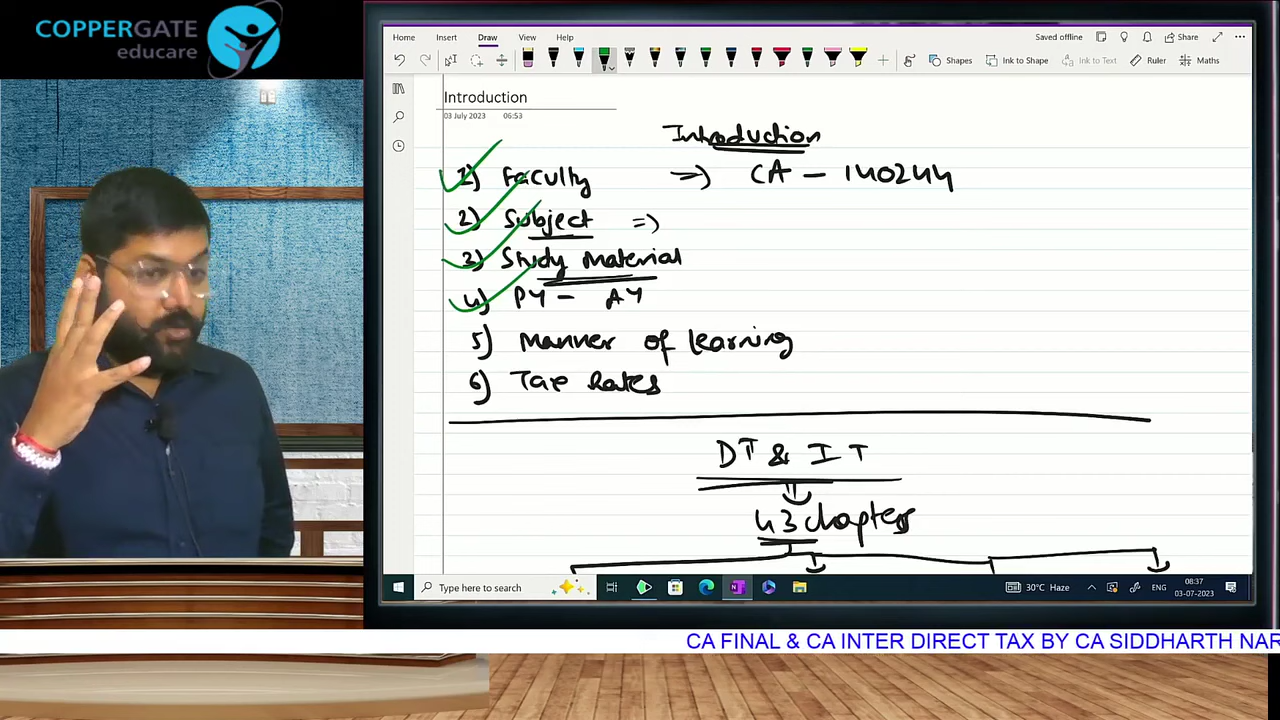 COPPERGATE
educare
Home Insert Draw View Help
Saved offline
Share
Shapes
Ink to Shape
Ink to Text
Ruler
Maths
Introduction
03 July 2023 06:53
Introduction
1) Faculty => CA - 140244
2) Subject =>
3) Study Material
4) PY - AY
5) Manner of learning
6) Tax Rates
DT & IT
43 chapters
Type here to search
30°C Haze
ENG
08:37
03-07-2023
CA FINAL & CA INTER DIRECT TAX BY CA SIDDHARTH NAR